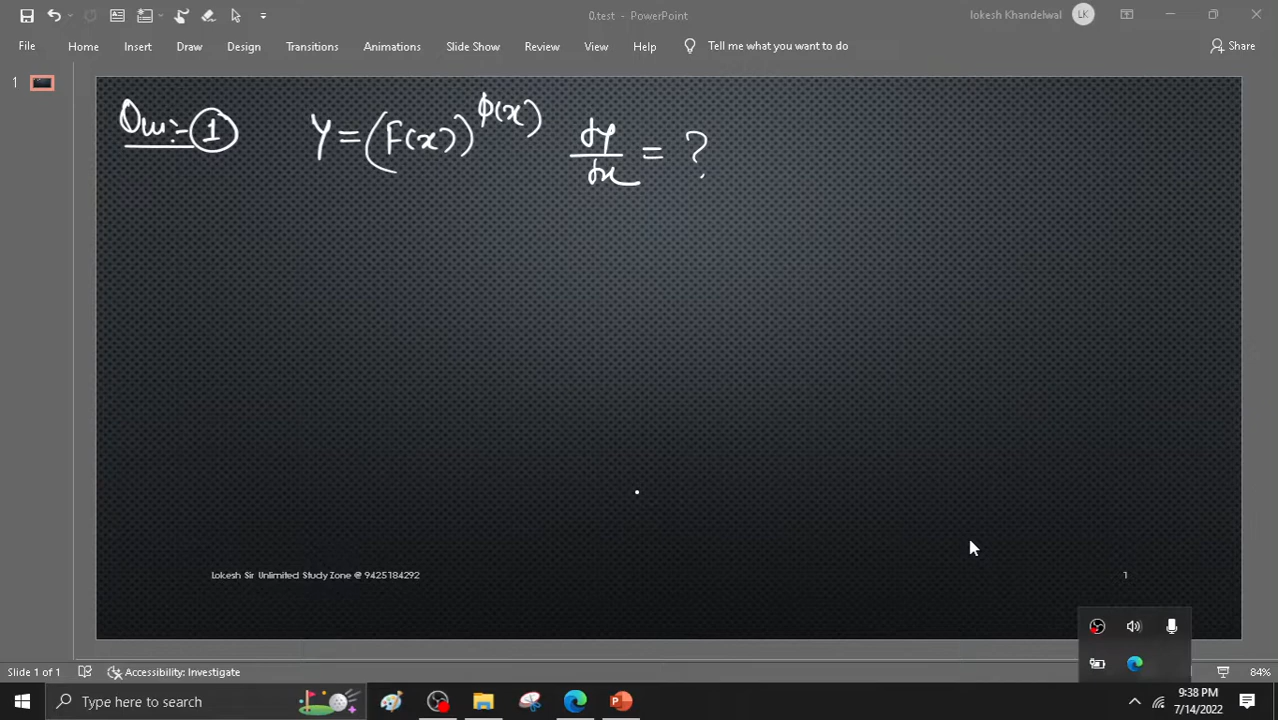 0.test - PowerPoint
lokesh Khandelwal LK
File Home Insert Draw Design Transitions Animations Slide Show Review View Help Tell me what you want to do Share
1
Qu:- 1 Y = (F(x))^ϕ(x) dy/dx = ?
Lokesh Sir Unlimited Study Zone @ 9425184292 1
Slide 1 of 1 Accessibility: Investigate 84%
Type here to search 9:38 PM
7/14/2022